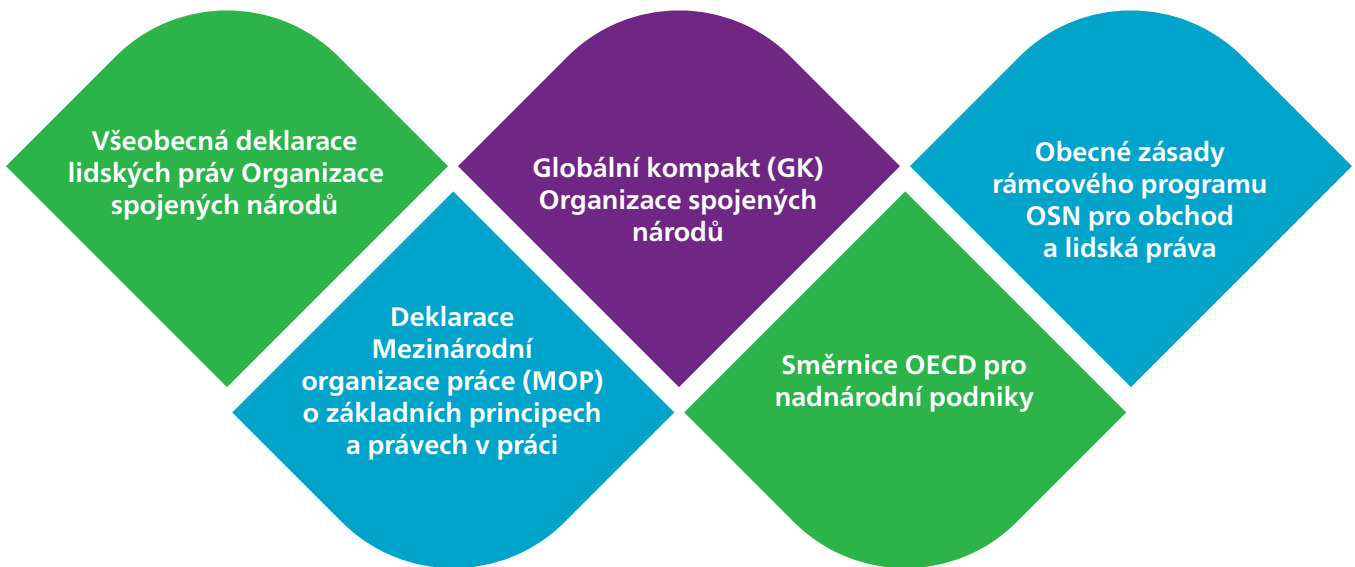 Všeobecná deklarace
lidských práv Organizace
spojených národů
Globální kompakt (GK)
Organizace spojených
národů
Obecné zásady
rámcového programu
OSN pro obchod
a lidská práva
Deklarace
Mezinárodní
organizace práce (MOP)
o základních principech
a právech v práci
Směrnice OECD pro
nadnárodní podniky